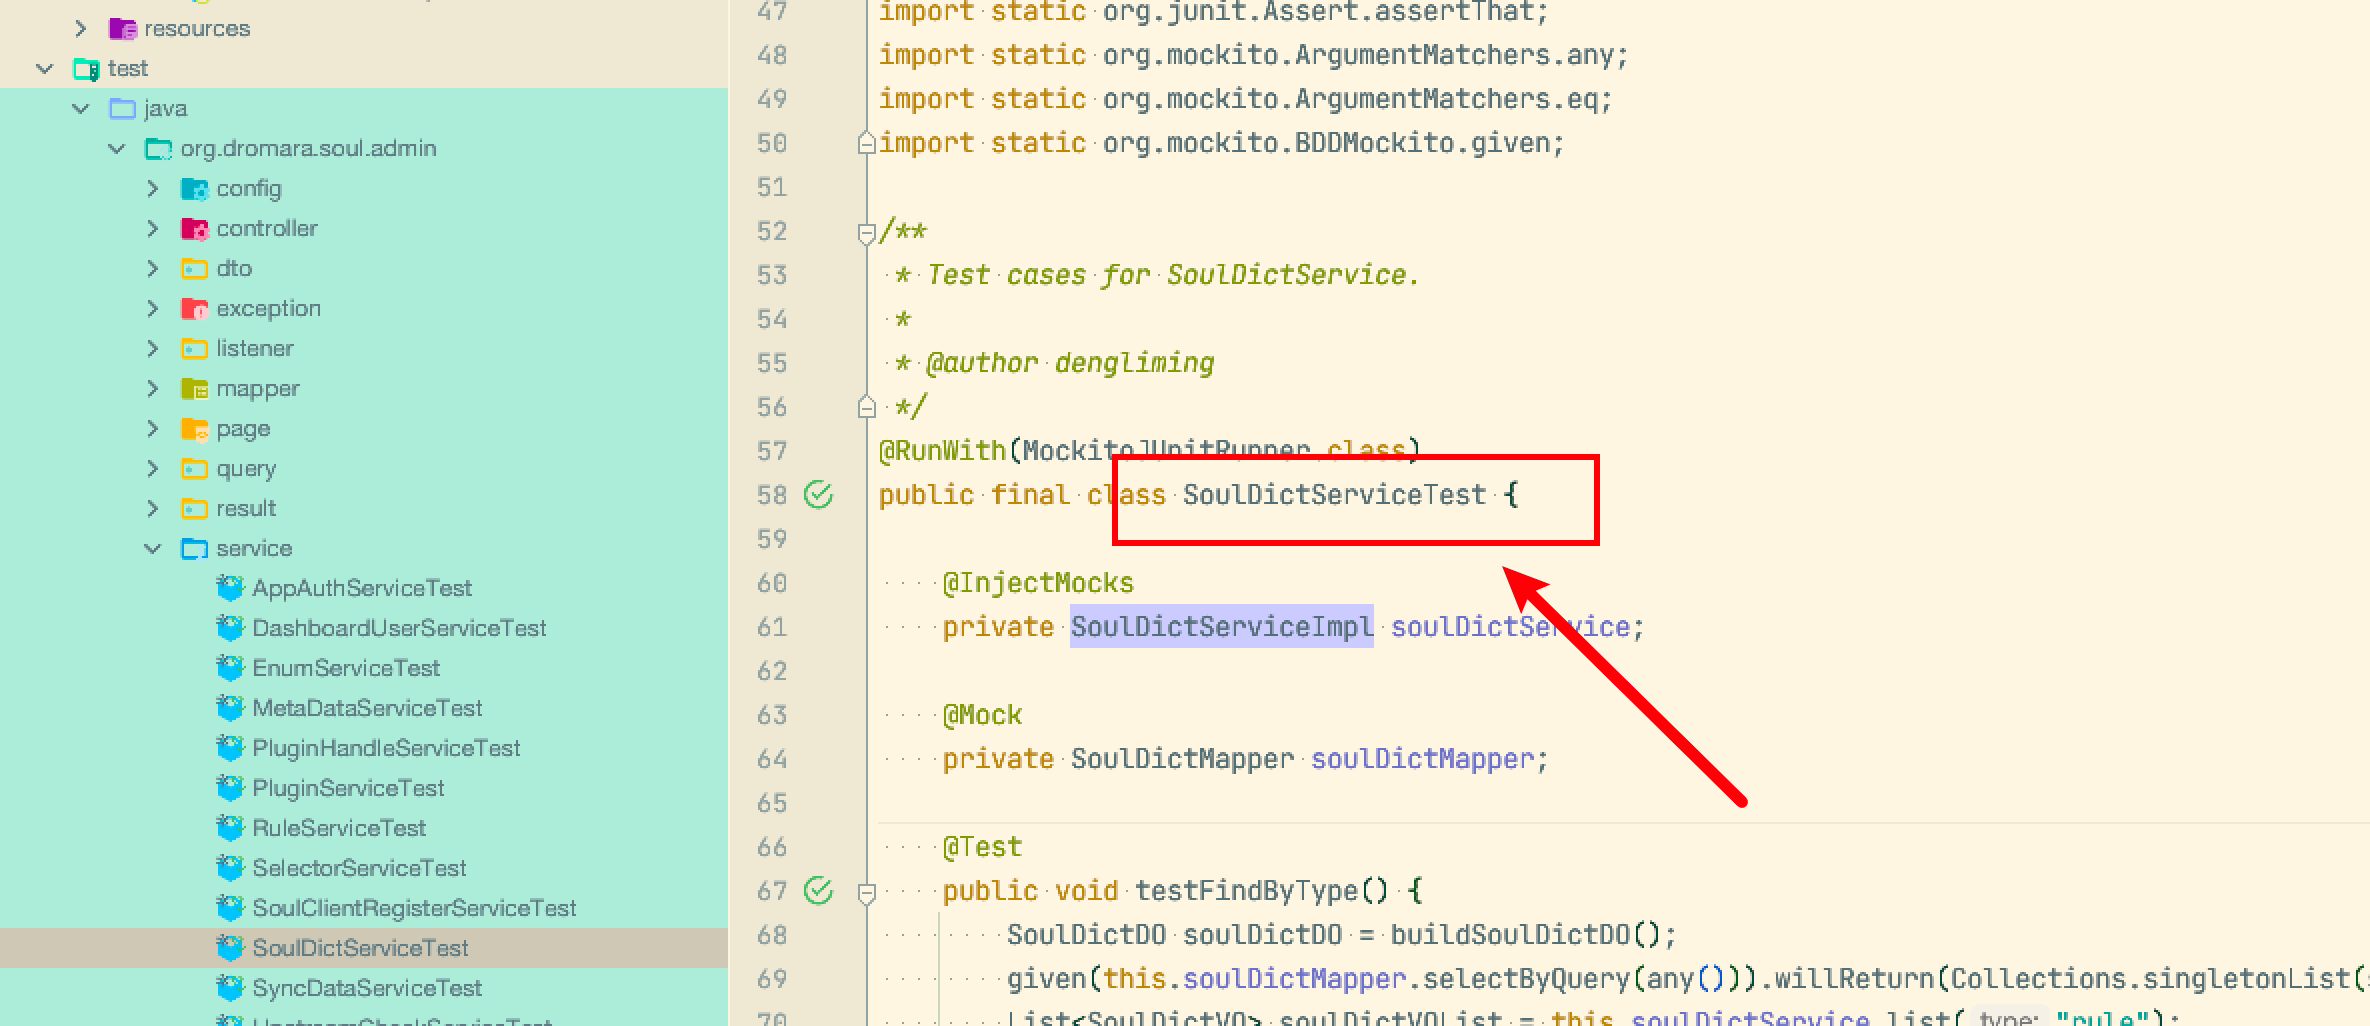 resources
test
java
org.dromara.soul.admin
config
controller
dto
exception
listener
mapper
page
query
result
service
AppAuthServiceTest
DashboardUserServiceTest
EnumServiceTest
MetaDataServiceTest
PluginHandleServiceTest
PluginServiceTest
RuleServiceTest
SelectorServiceTest
SoulClientRegisterServiceTest
SoulDictServiceTest
SyncDataServiceTest
UpstreamCheckServiceTest
47 import static org.junit.Assert.assertThat;
48 import static org.mockito.ArgumentMatchers.any;
49 import static org.mockito.ArgumentMatchers.eq;
50 import static org.mockito.BDDMockito.given;
51
52 /**
53 * Test cases for SoulDictService.
54 *
55 * @author dengliming
56 */
57 @RunWith(MockitoJUnitRunner.class)
58 public final class SoulDictServiceTest {
59
60 @InjectMocks
61 private SoulDictServiceImpl soulDictService;
62
63 @Mock
64 private SoulDictMapper soulDictMapper;
65
66 @Test
67 public void testFindByType() {
68 SoulDictDO soulDictDO = buildSoulDictDO();
69 given(this.soulDictMapper.selectByQuery(any())).willReturn(Collections.singletonList(
70 List<SoulDictVO> soulDictVOList = this.soulDictService.list( type: "rule");